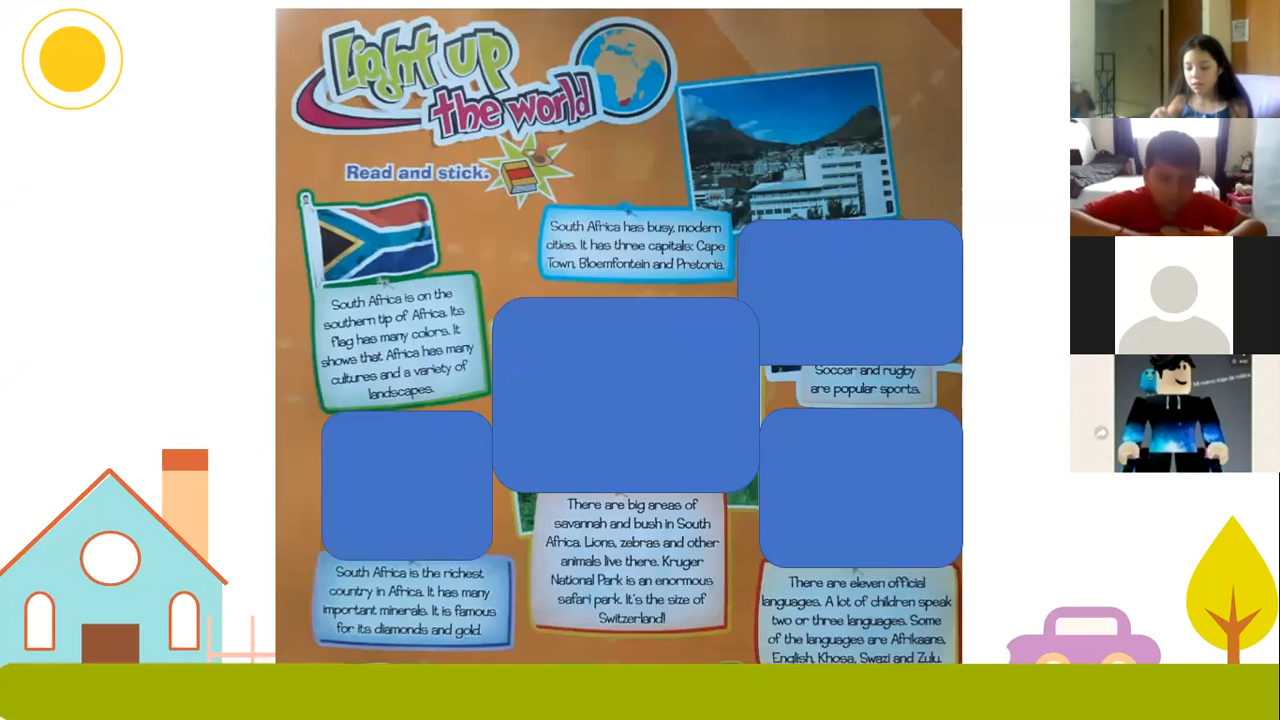 Light up
the world
Read and stick.
South Africa has busy, modern
cities. It has three capitals: Cape
Town, Bloemfontein and Pretoria.
South Africa is on the
southern tip of Africa. Its
flag has many colors. It
shows that Africa has many
cultures and a variety of
landscapes.
Soccer and rugby
are popular sports.
There are big areas of
savannah and bush in South
Africa. Lions, zebras and other
animals live there. Kruger
National Park is an enormous
safari park. It's the size of
Switzerland!
South Africa is the richest
country in Africa. It has many
important minerals. It is famous
for its diamonds and gold.
There are eleven official
languages. A lot of children speak
two or three languages. Some
of the languages are Afrikaans,
English, Khosa, Swazi and Zulu.